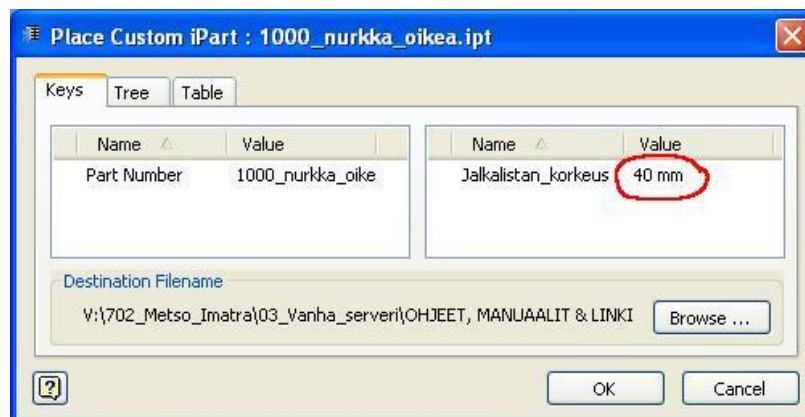 Place Custom iPart : 1000_nurkka_oikea.ipt
Keys Tree Table
Name Value Name Value
Part Number 1000_nurkka_oike Jalkalistan_korkeus 40 mm
Destination Filename
V:\702_Metso_Imatra\03_Vanha_serveri\OHJEET, MANUAALIT & LINKI Browse ...
OK Cancel